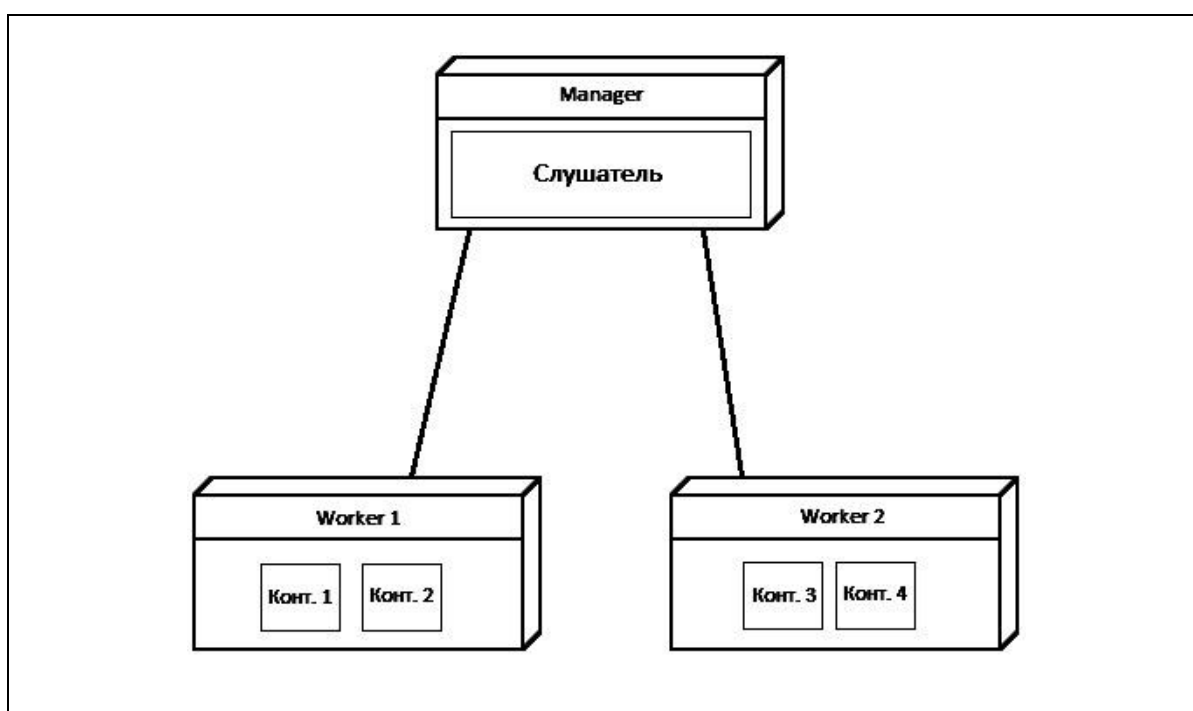 Manager
Слушатель
Worker 1
Конт. 1
Конт. 2
Worker 2
Конт. 3
Конт. 4